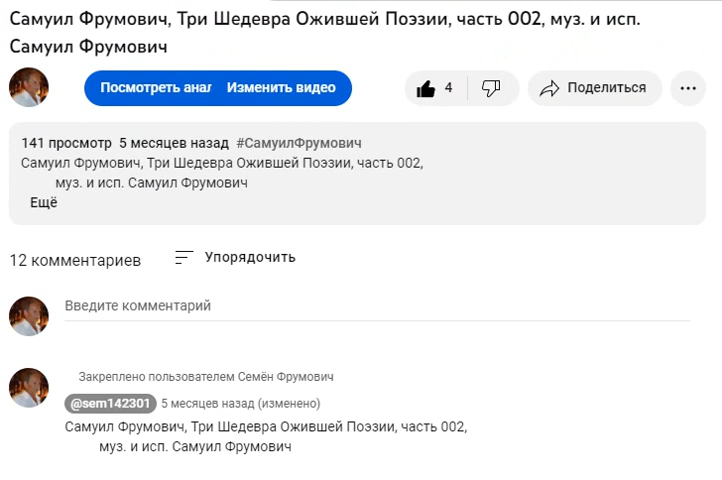 Самуил Фрумович, Три Шедевра Ожившей Поэзии, часть 002, муз. и исп.
Самуил Фрумович
Посмотреть анал Изменить видео 4 Поделиться
141 просмотр 5 месяцев назад #СамуилФрумович
Самуил Фрумович, Три Шедевра Ожившей Поэзии, часть 002,
муз. и исп. Самуил Фрумович
Ещё
12 комментариев Упорядочить
Введите комментарий
Закреплено пользователем Семён Фрумович
@sem142301 5 месяцев назад (изменено)
Самуил Фрумович, Три Шедевра Ожившей Поэзии, часть 002,
муз. и исп. Самуил Фрумович